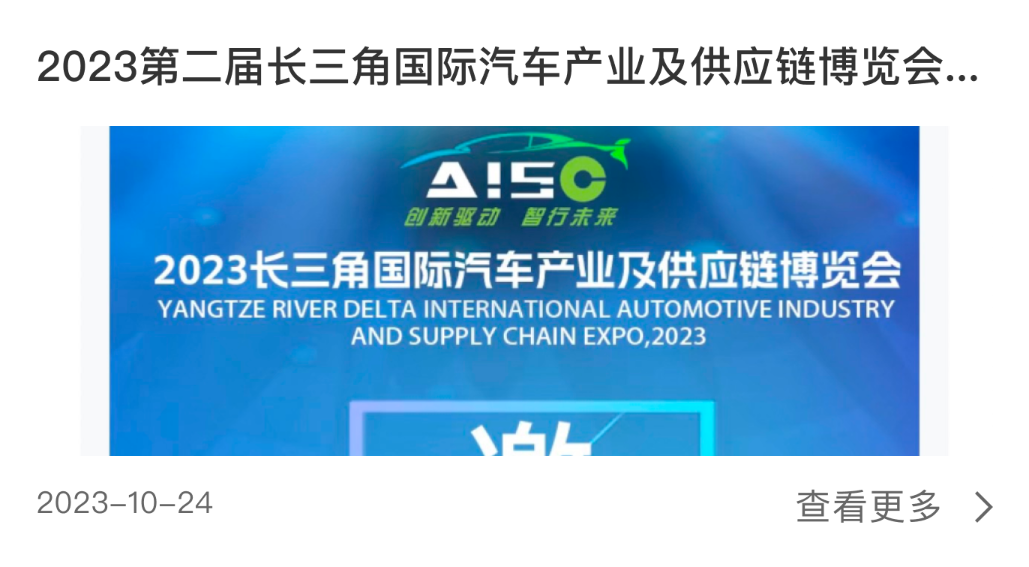 2023第二届长三角国际汽车产业及供应链博览会...
AISC
创新驱动 智行未来
2023长三角国际汽车产业及供应链博览会
YANGTZE RIVER DELTA INTERNATIONAL AUTOMOTIVE INDUSTRY
AND SUPPLY CHAIN EXPO,2023
2023-10-24
查看更多